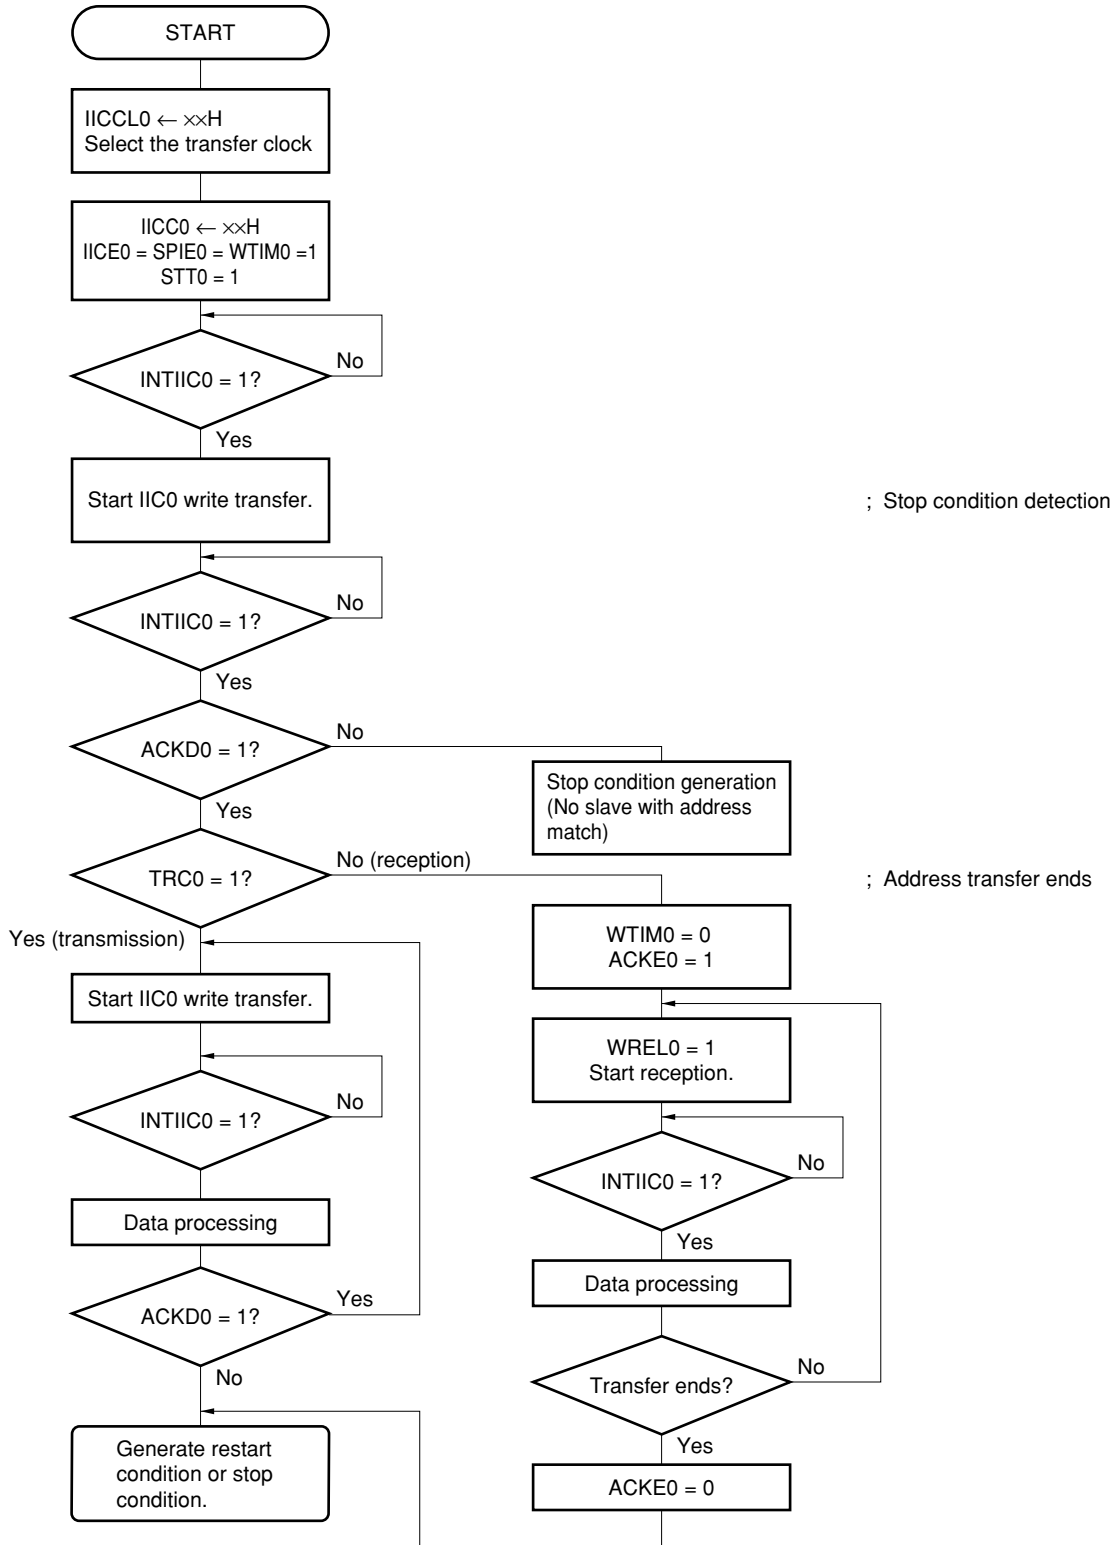 START
IICCL0 ← ××H
Select the transfer clock
IICC0 ← ××H
IICE0 = SPIE0 = WTIM0 =1
STT0 = 1
No
INTIIC0 = 1?
Yes
Start IIC0 write transfer.
; Stop condition detection
No
INTIIC0 = 1?
Yes
No
ACKD0 = 1?
Stop condition generation
(No slave with address
match)
Yes
No (reception)
TRC0 = 1?
; Address transfer ends
Yes (transmission)
WTIM0 = 0
ACKE0 = 1
Start IIC0 write transfer.
WREL0 = 1
Start reception.
No
INTIIC0 = 1?
No
INTIIC0 = 1?
Yes
Data processing
Data processing
Yes
ACKD0 = 1?
No
No
Transfer ends?
Yes
Generate restart
condition or stop
condition.
ACKE0 = 0